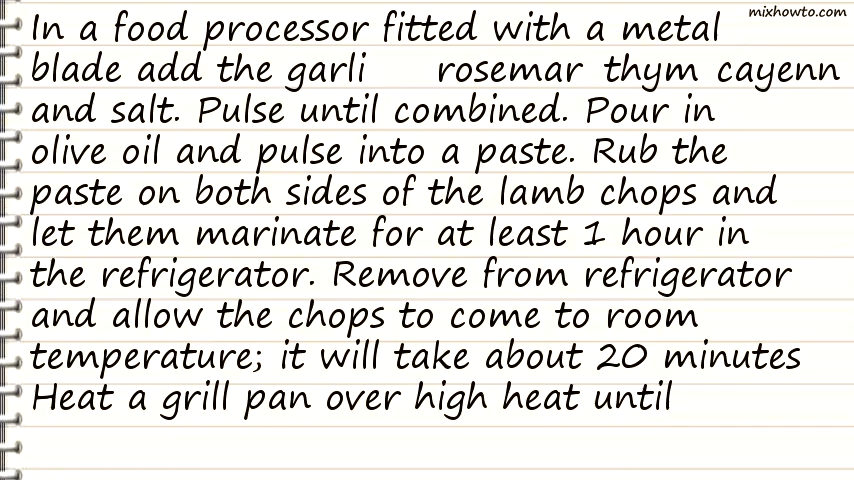 mixhowto.com
In a food processor fitted with a metal
blade add the garli rosemar thym cayenn
and salt. Pulse until combined. Pour in
olive oil and pulse into a paste. Rub the
paste on both sides of the lamb chops and
let them marinate for at least 1 hour in
the refrigerator. Remove from refrigerator
and allow the chops to come to room
temperature; it will take about 20 minutes
Heat a grill pan over high heat until